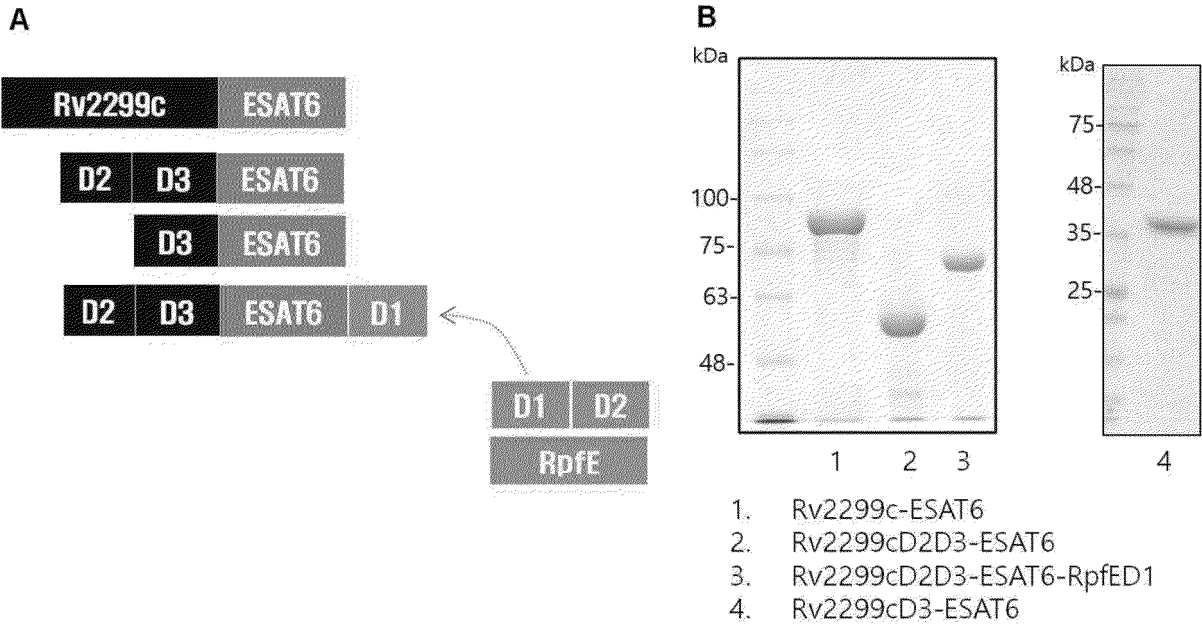 A
Rv2299c ESAT6
D2 D3 ESAT6
D3 ESAT6
D2 D3 ESAT6 D1
D1 D2
RpfE
B
kDa
100-
75-
63-
48-
1 2 3
kDa
75-
48-
35-
25-
4
1. Rv2299c-ESAT6
2. Rv2299cD2D3-ESAT6
3. Rv2299cD2D3-ESAT6-RpfED1
4. Rv2299cD3-ESAT6